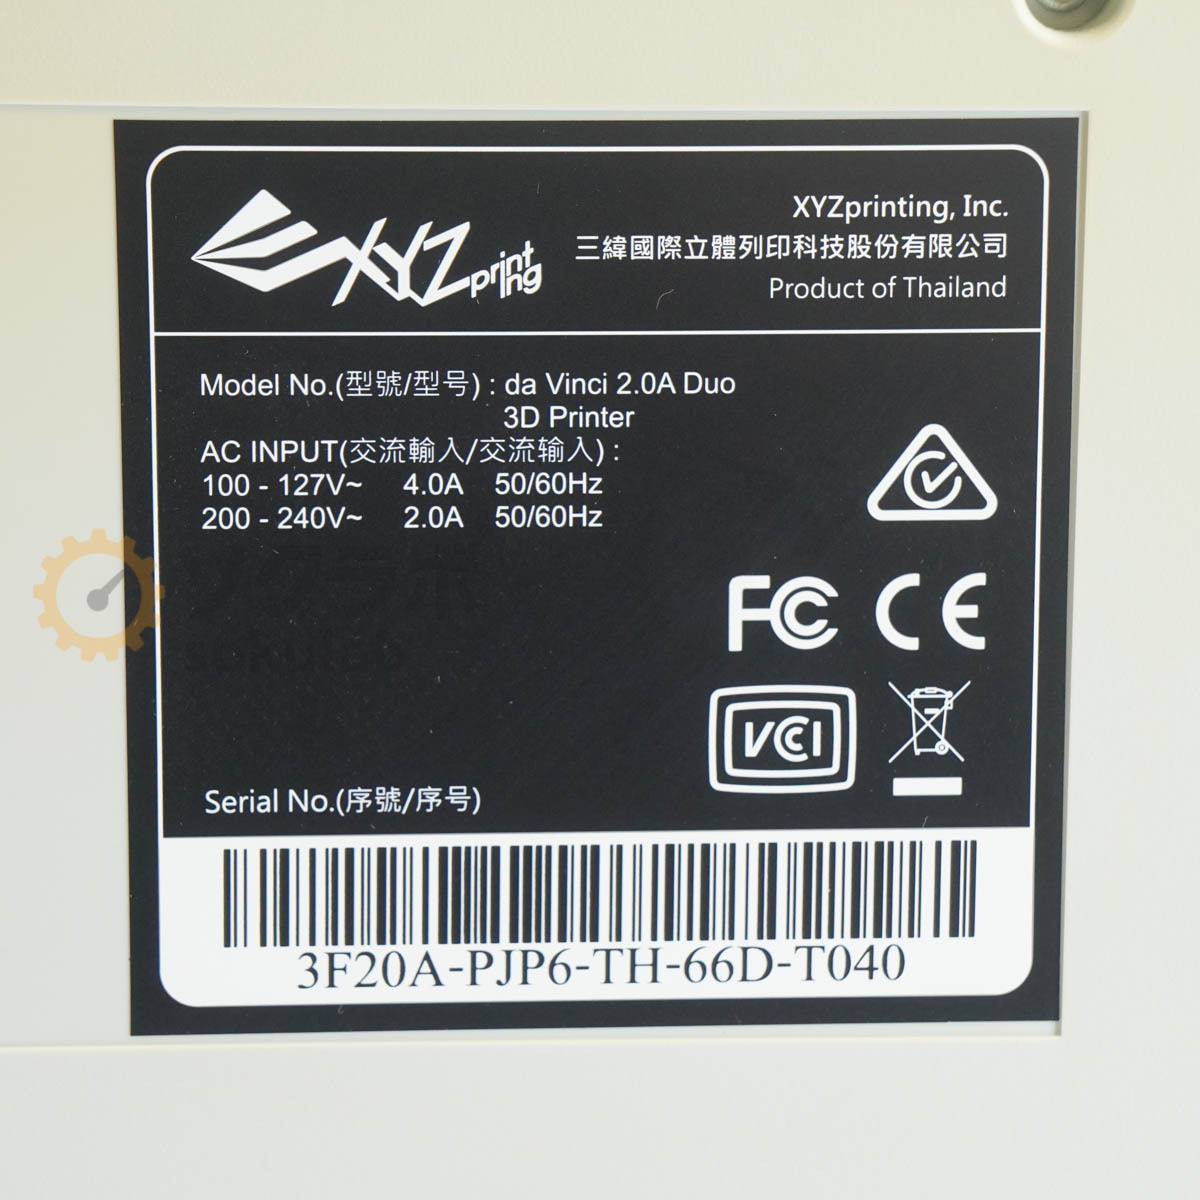 XYZprinting
XYZprinting, Inc.
三緯國際立體列印科技股份有限公司
Product of Thailand
Model No.(型號/型号) : da Vinci 2.0A Duo
3D Printer
AC INPUT(交流輸入/交流输入) :
100 - 127V~ 4.0A 50/60Hz
200 - 240V~ 2.0A 50/60Hz
FC CE
VCCI
Serial No.(序號/序号)
3F20A-PJP6-TH-66D-T040